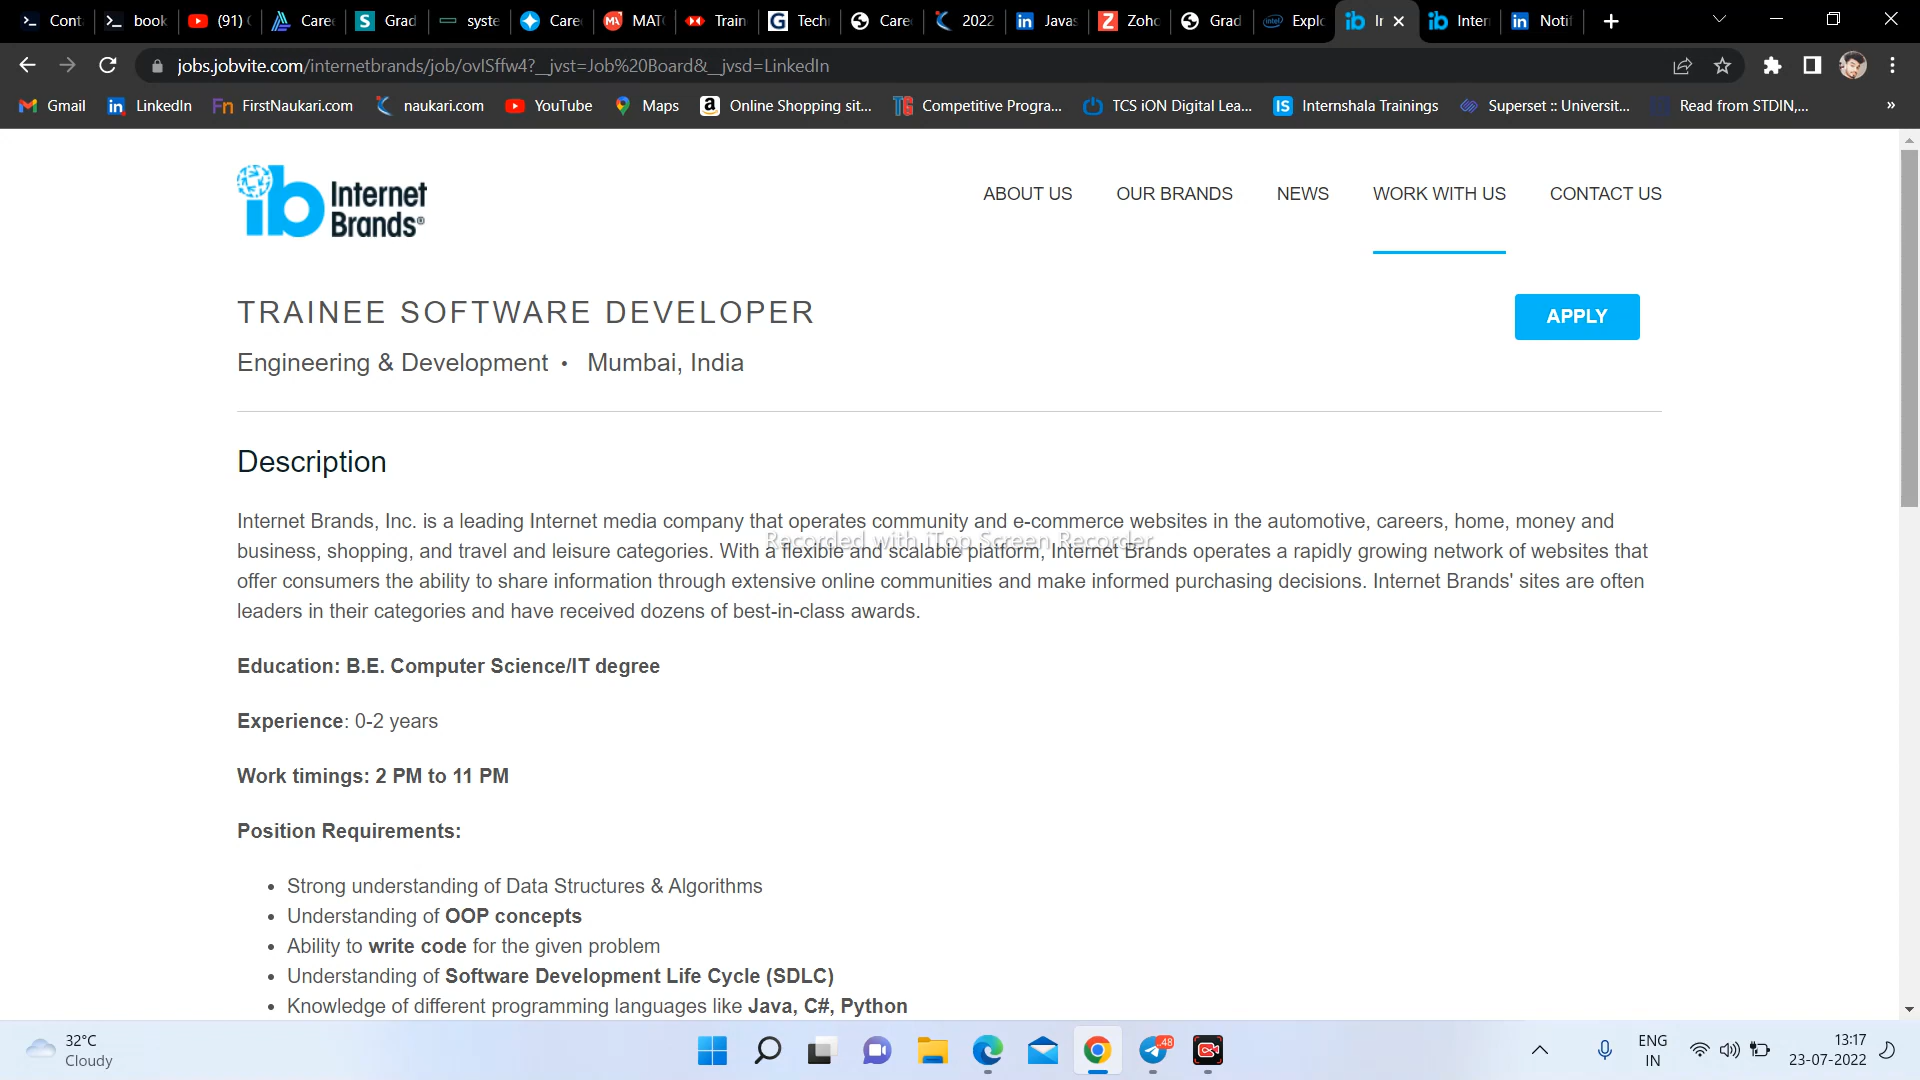 Cont
book
(91)
Caree
Grad
syste
Caree
MAT
Train
Tech
Care
2022
Javas
Zoho
Grad
Explo
Ir
Inter
Notif
jobs.jobvite.com/internetbrands/job/ovlSffw4?__jvst=Job%20Board&__jvsd=LinkedIn
Gmail
LinkedIn
FirstNaukari.com
naukari.com
YouTube
Maps
Online Shopping sit...
Competitive Progra...
TCS iON Digital Lea...
Internshala Trainings
Superset :: Universit...
Read from STDIN,...
»
ib Internet Brands®
ABOUT US
OUR BRANDS
NEWS
WORK WITH US
CONTACT US
TRAINEE SOFTWARE DEVELOPER
APPLY
Engineering & Development • Mumbai, India
Description
Internet Brands, Inc. is a leading Internet media company that operates community and e-commerce websites in the automotive, careers, home, money and
business, shopping, and travel and leisure categories. With a flexible and scalable platform, Internet Brands operates a rapidly growing network of websites that
Recorded with iTop Screen Recorder
offer consumers the ability to share information through extensive online communities and make informed purchasing decisions. Internet Brands' sites are often
leaders in their categories and have received dozens of best-in-class awards.
Education: B.E. Computer Science/IT degree
Experience: 0-2 years
Work timings: 2 PM to 11 PM
Position Requirements:
• Strong understanding of Data Structures & Algorithms
• Understanding of OOP concepts
• Ability to write code for the given problem
• Understanding of Software Development Life Cycle (SDLC)
• Knowledge of different programming languages like Java, C#, Python
32°C
Cloudy
48
ENG
IN
13:17
23-07-2022